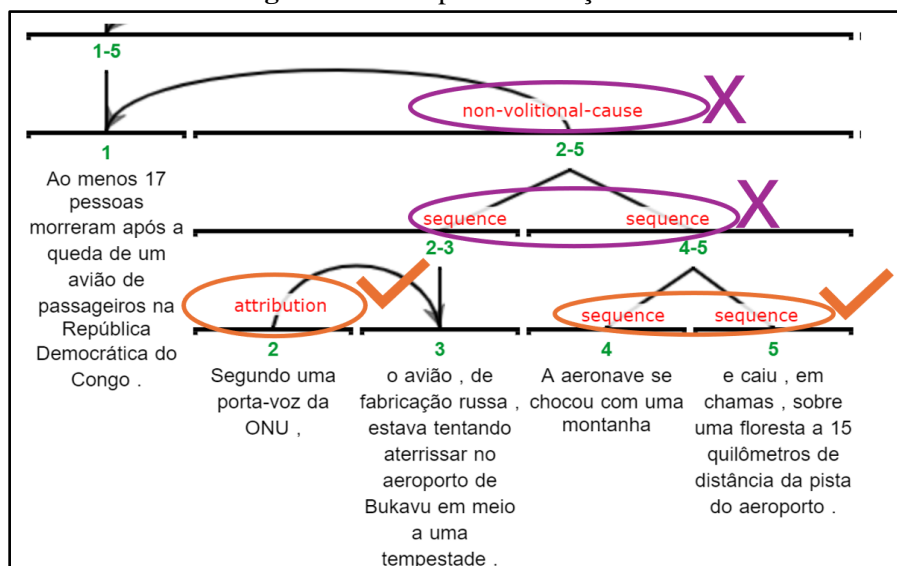 1-5
non-volitional-cause
X
1
2-5
Ao menos 17
pessoas
morreram após a
queda de um
avião de
passageiros na
República
Democrática do
Congo .
sequence
sequence
X
2-3
4-5
attribution
sequence
sequence
2
3
4
5
Segundo uma
porta-voz da
ONU ,
o avião , de
fabricação russa ,
estava tentando
aterrissar no
aeroporto de
Bukavu em meio
a uma
tempestade .
A aeronave se
chocou com uma
montanha
e caiu , em
chamas , sobre
uma floresta a 15
quilômetros de
distância da pista
do aeroporto .